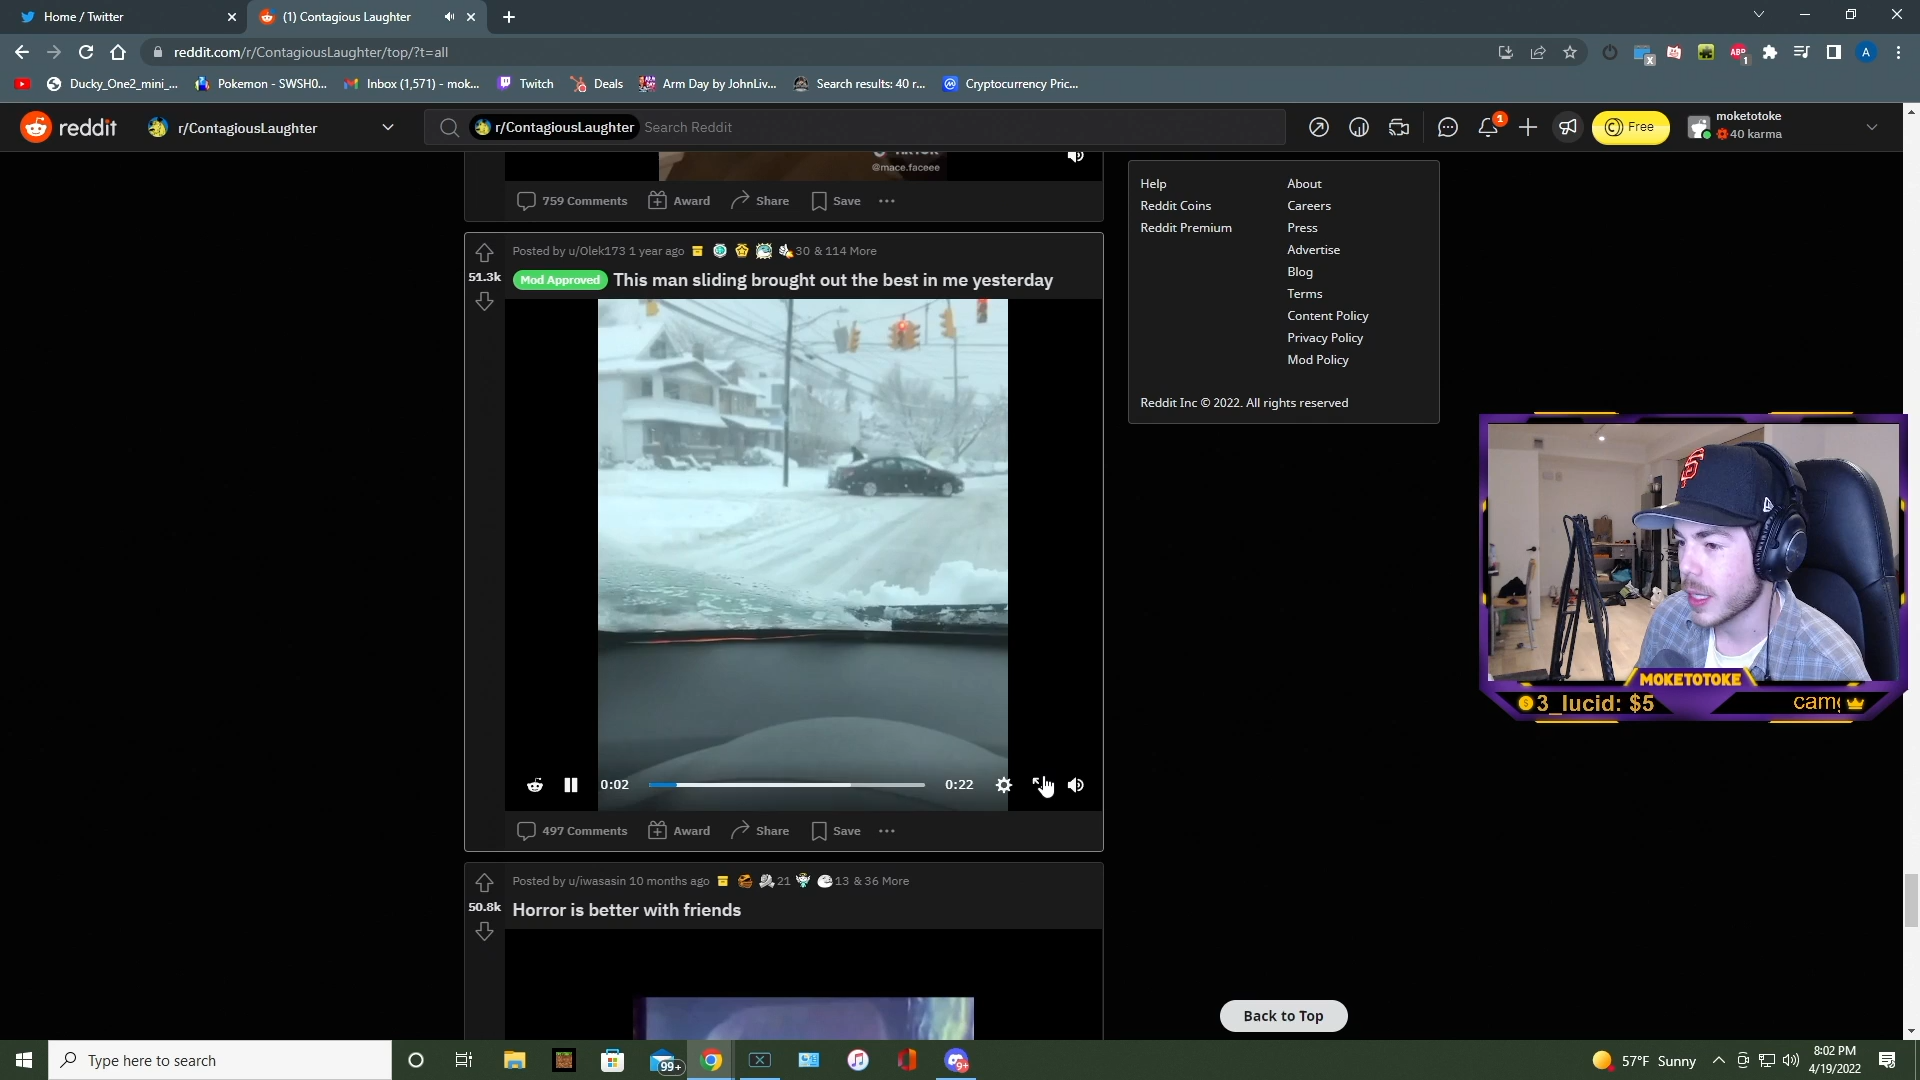 Home / Twitter
(1) Contagious Laughter
reddit.com/r/ContagiousLaughter/top/?t=all
Ducky_One2_mini_...
Pokemon - SWSH0...
Inbox (1,571) - mok...
Twitch
Deals
Arm Day by JohnLiv...
Search results: 40 r...
Cryptocurrency Pric...
reddit
r/ContagiousLaughter
r/ContagiousLaughter
Search Reddit
1
Free
moketotoke
40 karma
@mace.faceee
759 Comments
Award
Share
Save
Posted by u/Olek173 1 year ago
30 & 114 More
51.3k
Mod Approved
This man sliding brought out the best in me yesterday
0:02
0:22
497 Comments
Award
Share
Save
Posted by u/iwasasin 10 months ago
21
13 & 36 More
50.8k
Horror is better with friends
Help
About
Reddit Coins
Careers
Reddit Premium
Press
Advertise
Blog
Terms
Content Policy
Privacy Policy
Mod Policy
Reddit Inc © 2022. All rights reserved
MOKETOTOKE
3_lucid: $5
Back to Top
Type here to search
99+
57°F Sunny
8:02 PM
4/19/2022